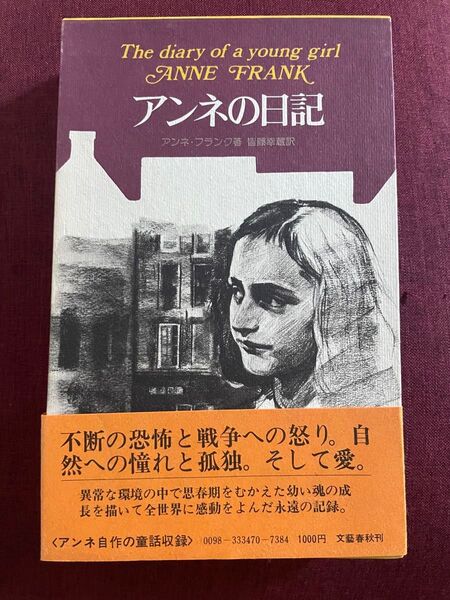 The diary of a young girl
ANNE FRANK
アンネの日記
アンネ・フランク著 皆藤幸蔵訳
不断の恐怖と戦争への怒り。自
然への憧れと孤独。そして愛。
異常な環境の中で思春期をむかえた幼い魂の成
長を描いて全世界に感動をよんだ永遠の記録。
〈アンネ自作の童話収録〉 0098-333470-7384 1000円 文藝春秋刊